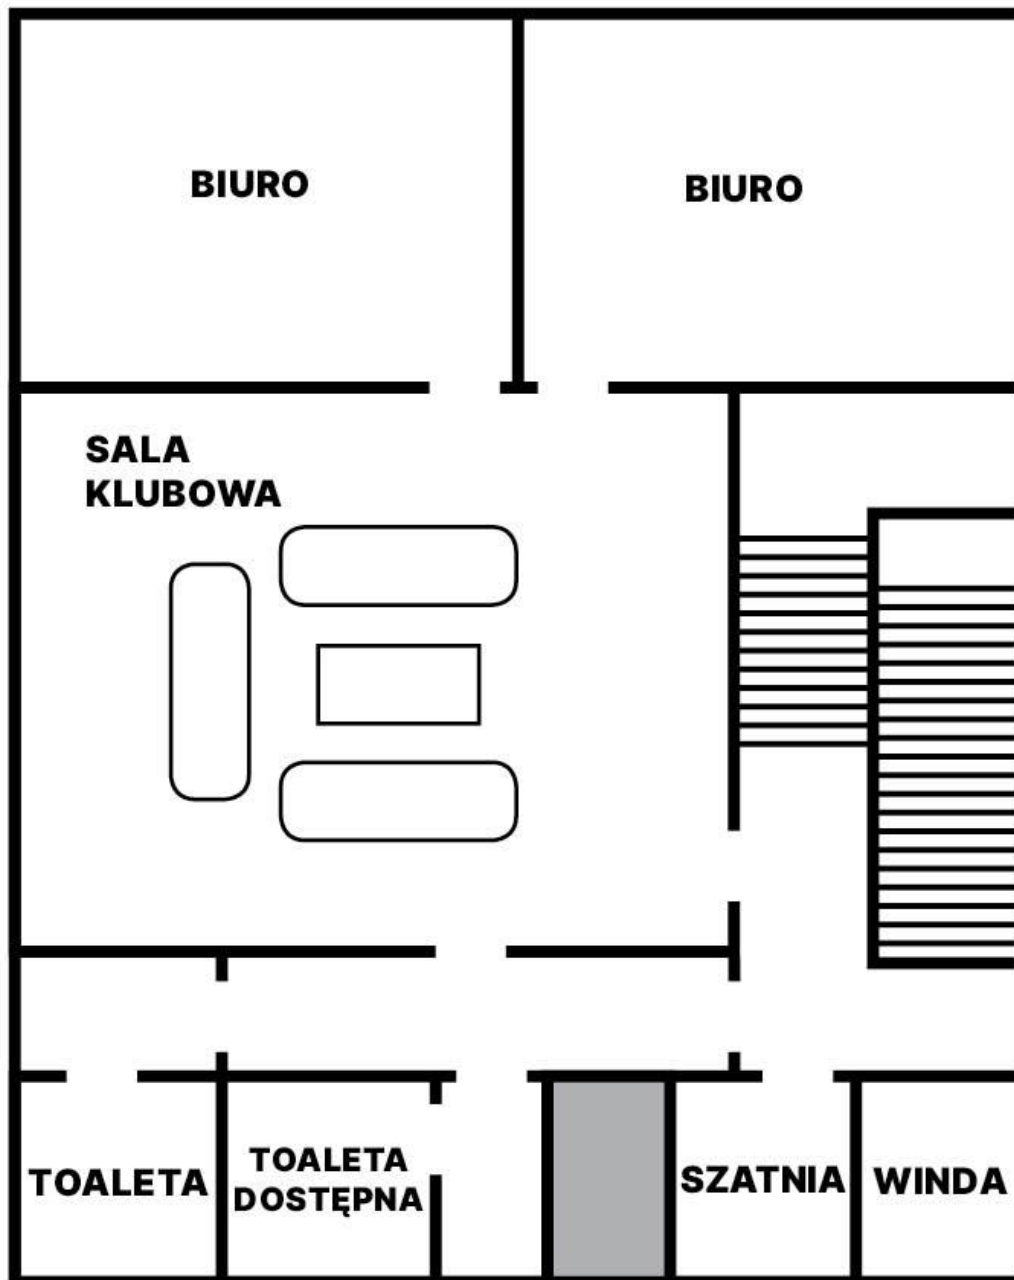 BIURO
BIURO
SALA
KLUBOWA
TOALETA
TOALETA
DOSTĘPNA
SZATNIA
WINDA